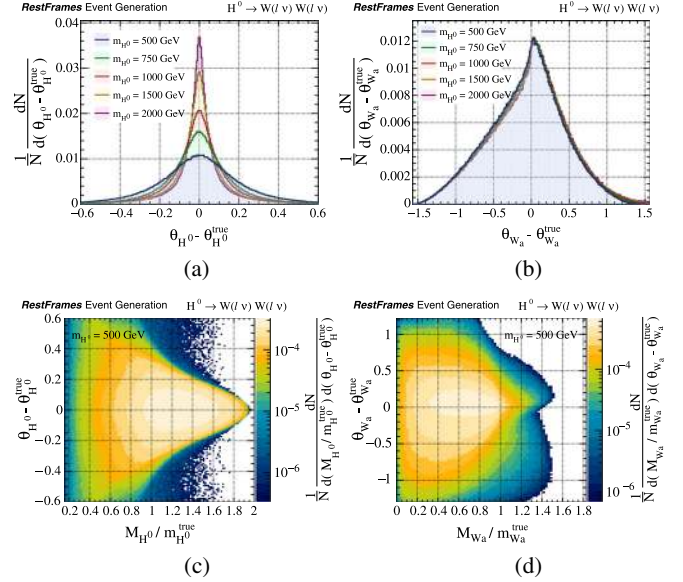 RestFrames Event Generation H⁰ → W(l ν) W(l ν)
1/N dN / d( θ_H⁰ - θ_H⁰^true )
0.04
0.03
0.02
0.01
m_H⁰ = 500 GeV
m_H⁰ = 750 GeV
m_H⁰ = 1000 GeV
m_H⁰ = 1500 GeV
m_H⁰ = 2000 GeV
−0.6 −0.4 −0.2 0 0.2 0.4 0.6
θ_H⁰ - θ_H⁰^true
(a)
RestFrames Event Generation H⁰ → W(l ν) W(l ν)
1/N dN / d( θ_Wa - θ_Wa^true )
0.012
0.01
0.008
0.006
0.004
0.002
0
m_H⁰ = 500 GeV
m_H⁰ = 750 GeV
m_H⁰ = 1000 GeV
m_H⁰ = 1500 GeV
m_H⁰ = 2000 GeV
−1.5 −1 −0.5 0 0.5 1 1.5
θ_Wa - θ_Wa^true
(b)
RestFrames Event Generation H⁰ → W(l ν) W(l ν)
θ_H⁰ - θ_H⁰^true
0.6
0.4
0.2
0
−0.2
−0.4
−0.6
m_H⁰ = 500 GeV
0.2 0.4 0.6 0.8 1 1.2 1.4 1.6 1.8 2
M_H⁰ / m_H⁰^true
10⁻⁴
10⁻⁵
10⁻⁶
1/N dN / d( M_H⁰ / m_H⁰^true ) d( θ_H⁰ - θ_H⁰^true )
(c)
RestFrames Event Generation H⁰ → W(l ν) W(l ν)
θ_Wa - θ_Wa^true
1
0.5
0
−0.5
−1
m_H⁰ = 500 GeV
0 0.2 0.4 0.6 0.8 1 1.2 1.4 1.6 1.8
M_Wa / m_Wa^true
10⁻⁴
10⁻⁵
10⁻⁶
1/N dN / d( M_Wa / m_Wa^true ) d( θ_Wa - θ_Wa^true )
(d)